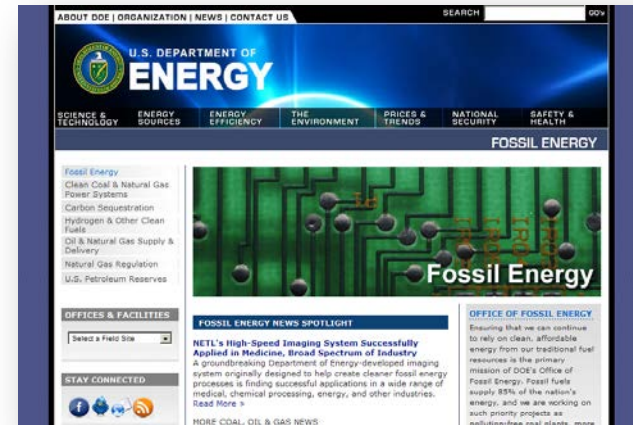 ABOUT DOE | ORGANIZATION | NEWS | CONTACT US
SEARCH
GO
U.S. DEPARTMENT OF
ENERGY
SCIENCE & TECHNOLOGY
ENERGY SOURCES
ENERGY EFFICIENCY
THE ENVIRONMENT
PRICES & TRENDS
NATIONAL SECURITY
SAFETY & HEALTH
FOSSIL ENERGY
Fossil Energy
Clean Coal & Natural Gas
Power Systems
Carbon Sequestration
Hydrogen & Other Clean
Fuels
Oil & Natural Gas Supply &
Delivery
Natural Gas Regulation
U.S. Petroleum Reserves
OFFICES & FACILITIES
Select a Field Site
STAY CONNECTED
Fossil Energy
FOSSIL ENERGY NEWS SPOTLIGHT
NETL's High-Speed Imaging System Successfully
Applied in Medicine, Broad Spectrum of Industry
A groundbreaking Department of Energy-developed imaging
system originally designed to help create cleaner fossil energy
processes is finding successful applications in a wide range of
medical, chemical processing, energy, and other industries.
Read More >
MORE COAL, OIL & GAS NEWS
OFFICE OF FOSSIL ENERGY
Ensuring that we can continue
to rely on clean, affordable
energy from our traditional fuel
resources is the primary
mission of DOE's Office of
Fossil Energy. Fossil fuels
supply 85% of the nation's
energy, and we are working on
such priority projects as
pollution-free coal plants, more